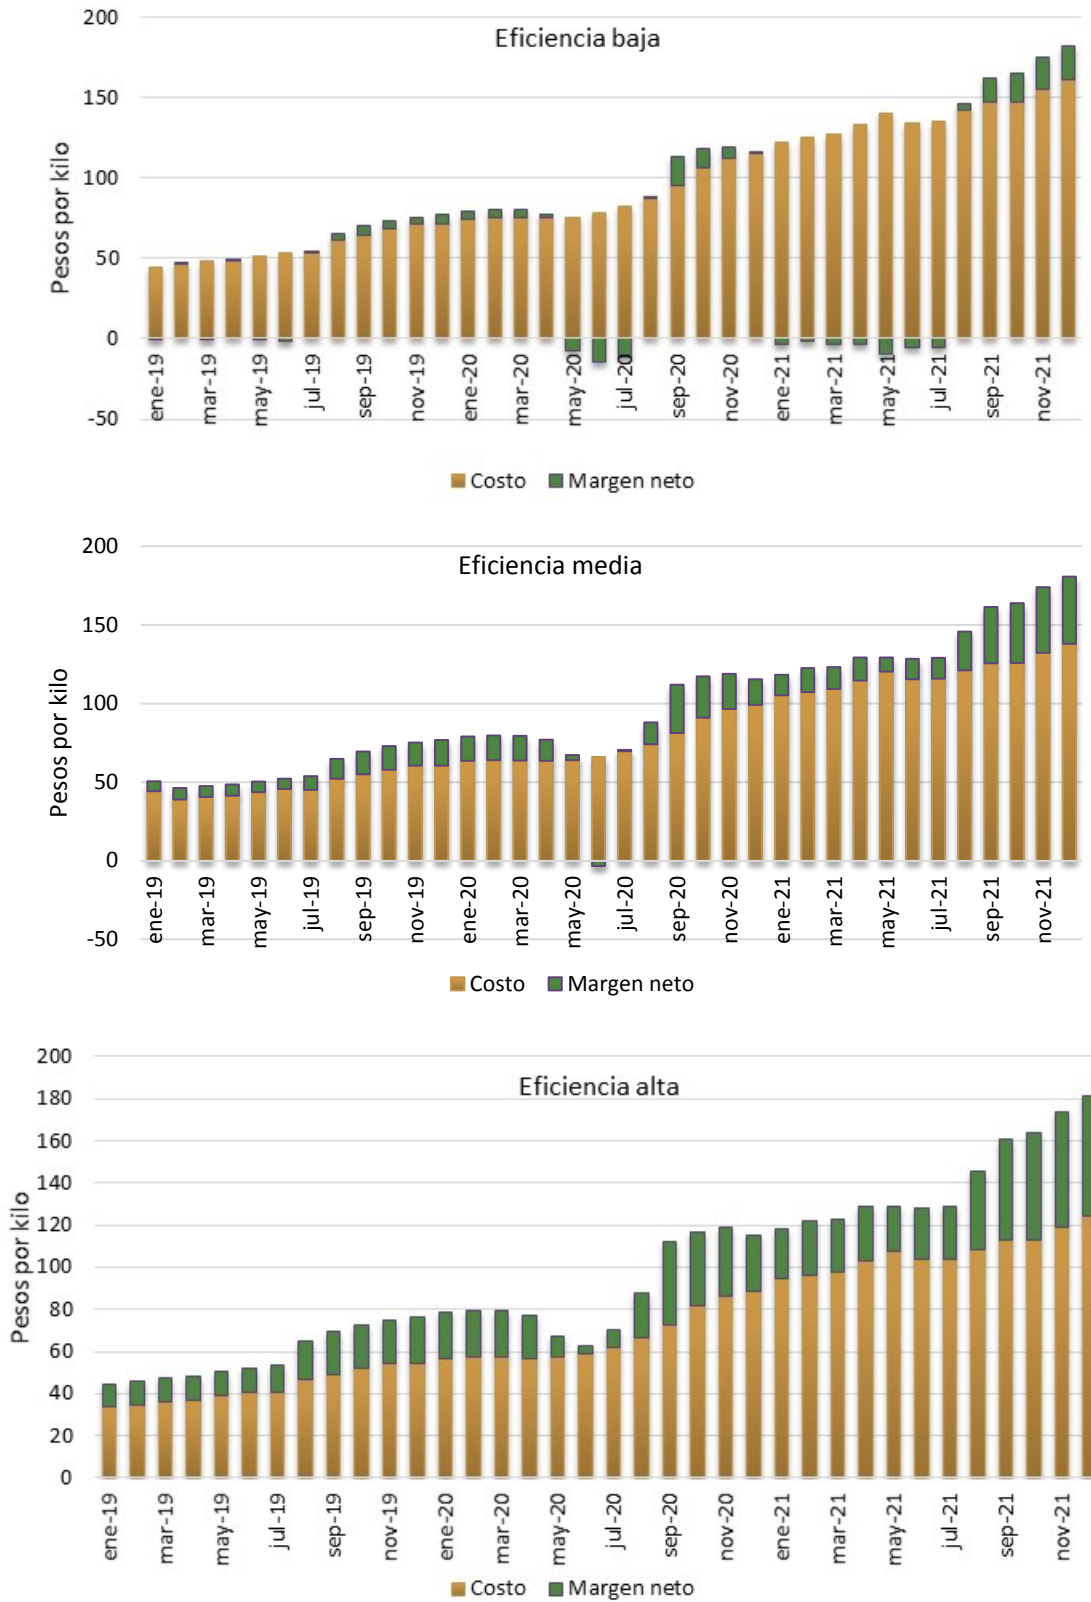 Eficiencia baja
Pesos por kilo
200
150
100
50
0
-50
ene-19
mar-19
may-19
jul-19
sep-19
nov-19
ene-20
mar-20
may-20
jul-20
sep-20
nov-20
ene-21
mar-21
may-21
jul-21
sep-21
nov-21
Costo Margen neto
Eficiencia media
Pesos por kilo
200
150
100
50
0
-50
ene-19
mar-19
may-19
jul-19
sep-19
nov-19
ene-20
mar-20
may-20
jul-20
sep-20
nov-20
ene-21
mar-21
may-21
jul-21
sep-21
nov-21
Costo Margen neto
Eficiencia alta
Pesos por kilo
200
180
160
140
120
100
80
60
40
20
0
ene-19
mar-19
may-19
jul-19
sep-19
nov-19
ene-20
mar-20
may-20
jul-20
sep-20
nov-20
ene-21
mar-21
may-21
jul-21
sep-21
nov-21
Costo Margen neto